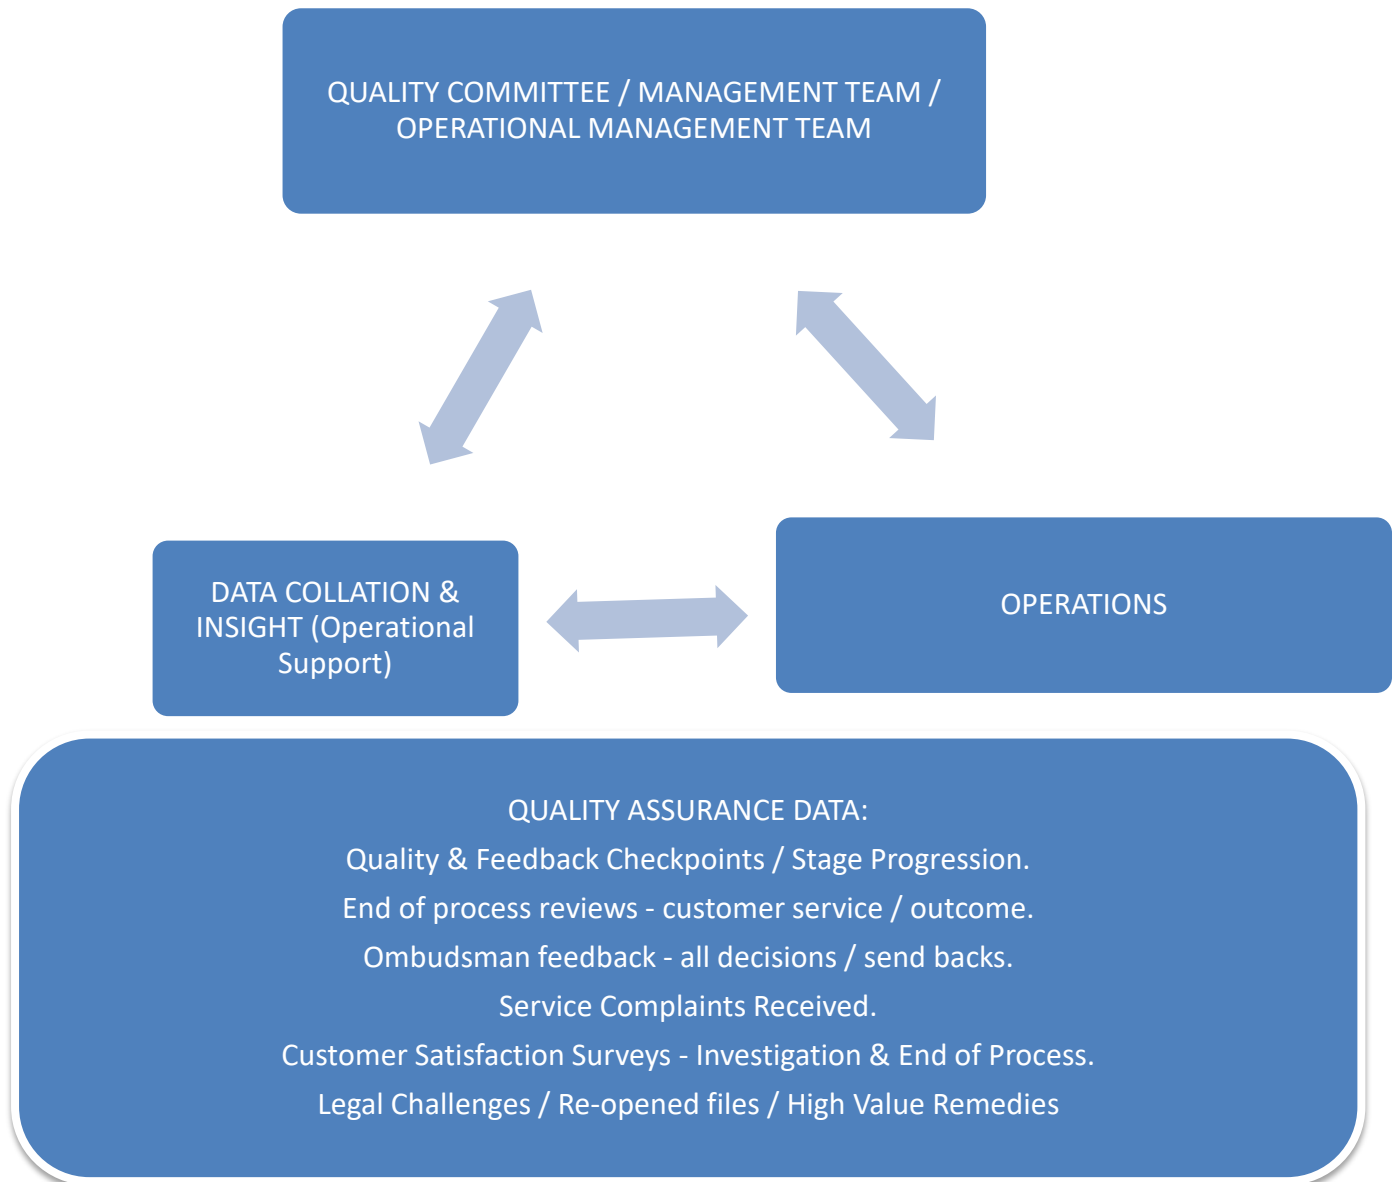 QUALITY COMMITTEE / MANAGEMENT TEAM /
OPERATIONAL MANAGEMENT TEAM
DATA COLLATION &
INSIGHT (Operational
Support)
OPERATIONS
QUALITY ASSURANCE DATA:
Quality & Feedback Checkpoints / Stage Progression.
End of process reviews - customer service / outcome.
Ombudsman feedback - all decisions / send backs.
Service Complaints Received.
Customer Satisfaction Surveys - Investigation & End of Process.
Legal Challenges / Re-opened files / High Value Remedies